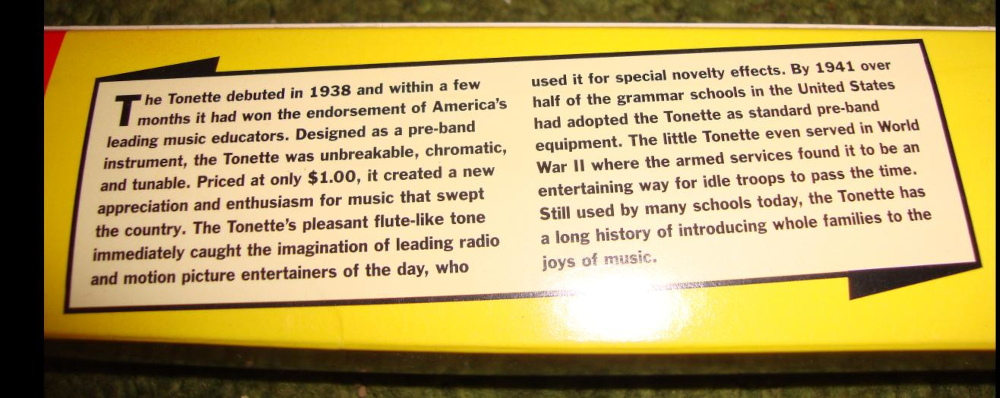 The Tonette debuted in 1938 and within a few
months it had won the endorsement of America's
leading music educators. Designed as a pre-band
instrument, the Tonette was unbreakable, chromatic,
and tunable. Priced at only $1.00, it created a new
appreciation and enthusiasm for music that swept
the country. The Tonette's pleasant flute-like tone
immediately caught the imagination of leading radio
and motion picture entertainers of the day, who
used it for special novelty effects. By 1941 over
half of the grammar schools in the United States
had adopted the Tonette as standard pre-band
equipment. The little Tonette even served in World
War II where the armed services found it to be an
entertaining way for idle troops to pass the time.
Still used by many schools today, the Tonette has
a long history of introducing whole families to the
joys of music.